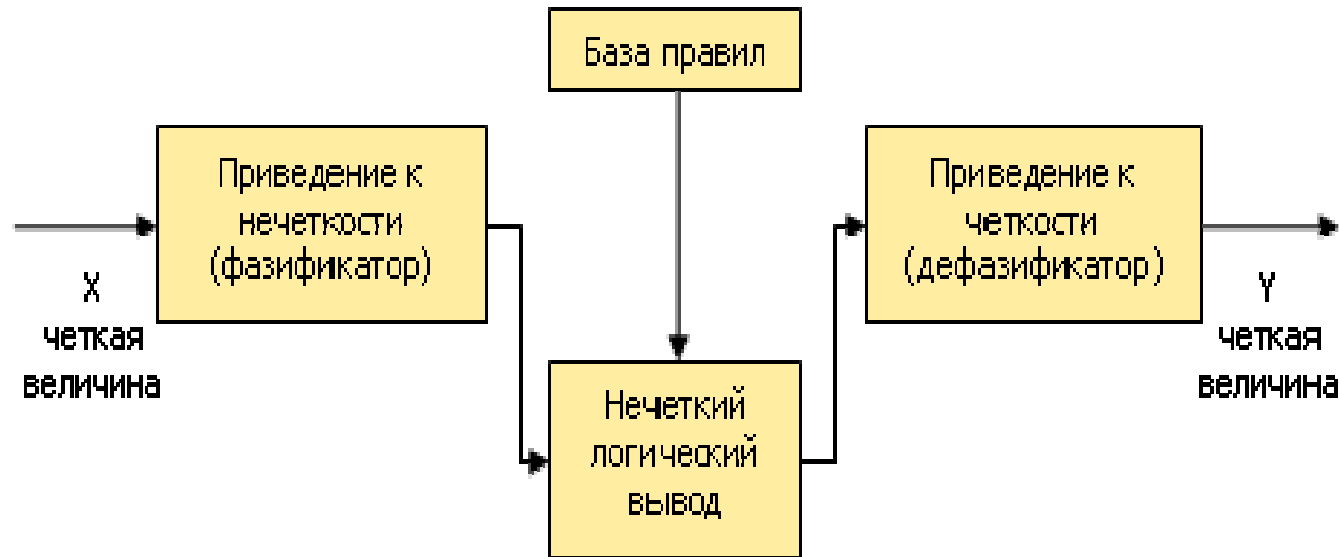 База правил
Приведение к
нечеткости
(фазификатор)
Приведение к
четкости
(дефазификатор)
X
четкая
величина
Y
четкая
величина
Нечеткий
логический
вывод